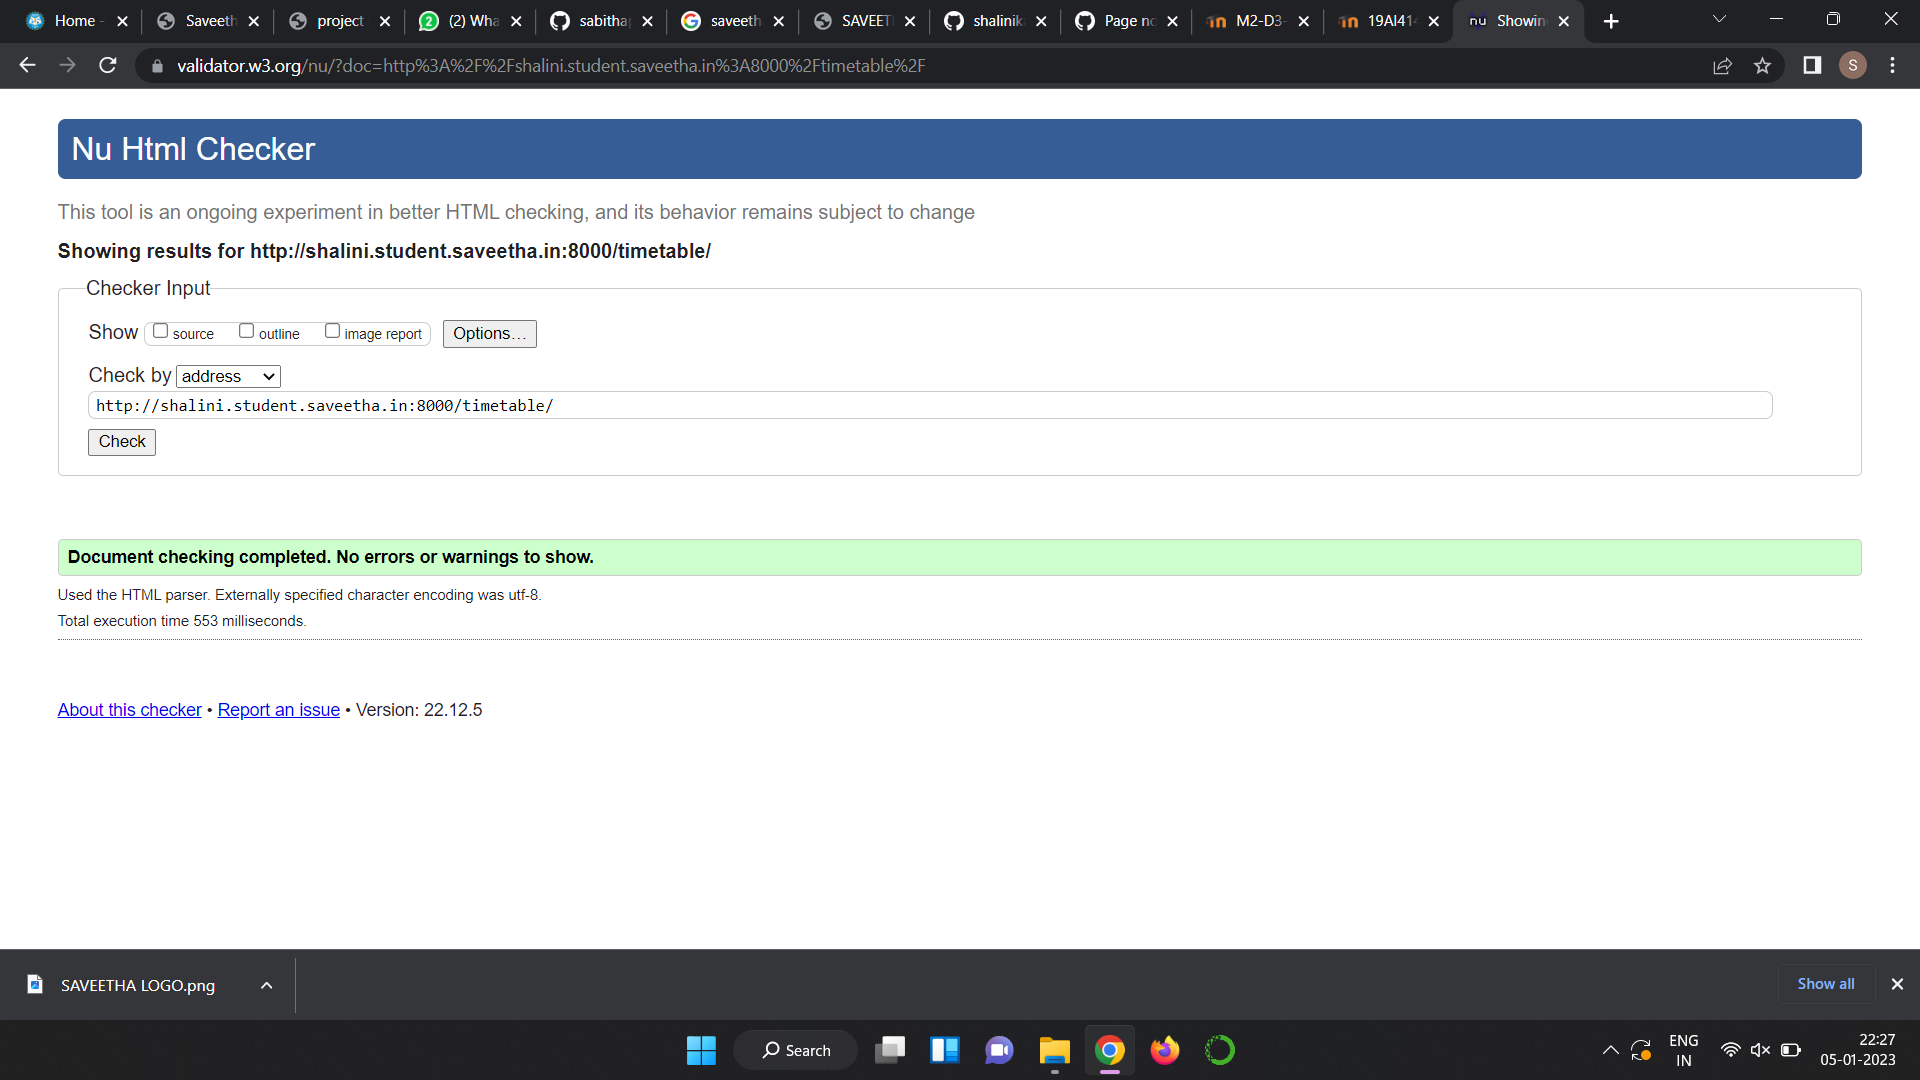 Home -
Saveeth
project
(2) Wha
sabithap
saveeth
SAVEET
shalinik
Page no
M2-D3-
19AI414
Showin
validator.w3.org/nu/?doc=http%3A%2F%2Fshalini.student.saveetha.in%3A8000%2Ftimetable%2F
S
Nu Html Checker
This tool is an ongoing experiment in better HTML checking, and its behavior remains subject to change
Showing results for http://shalini.student.saveetha.in:8000/timetable/
Checker Input
Show source outline image report Options...
Check by address
http://shalini.student.saveetha.in:8000/timetable/
Check
Document checking completed. No errors or warnings to show.
Used the HTML parser. Externally specified character encoding was utf-8.
Total execution time 553 milliseconds.
About this checker • Report an issue • Version: 22.12.5
SAVEETHA LOGO.png
Show all
Search
ENG
IN
22:27
05-01-2023